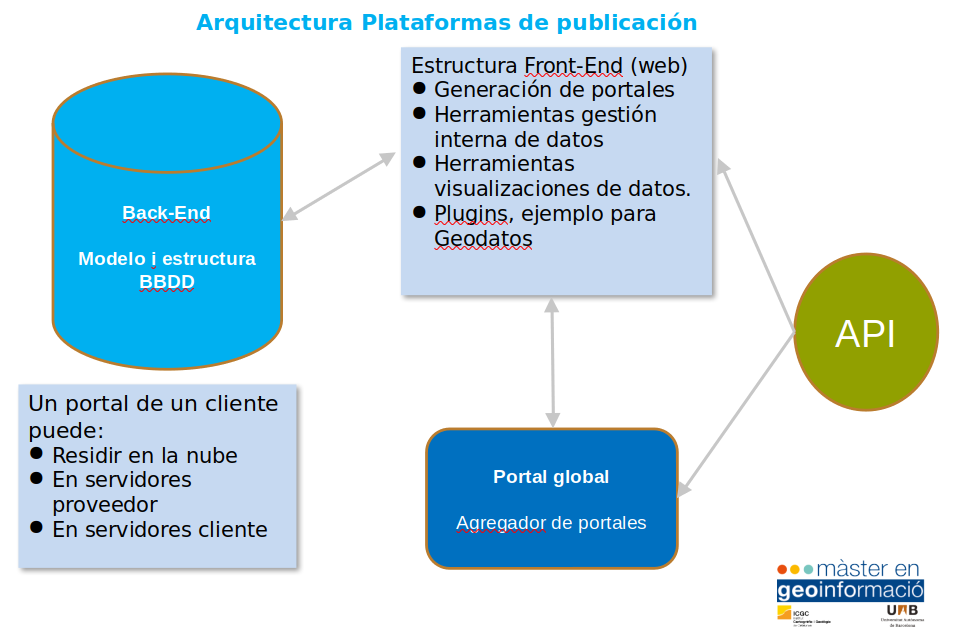 Arquitectura Plataformas de publicación
Estructura Front-End (web)
● Generación de portales
● Herramientas gestión
interna de datos
● Herramientas
visualizaciones de datos.
● Plugins, ejemplo para
Geodatos
Back-End
Modelo i estructura
BBDD
API
Un portal de un cliente
puede:
● Residir en la nube
● En servidores
proveedor
● En servidores cliente
Portal global
Agregador de portales
màster en
geoinformació
ICGC
UAB